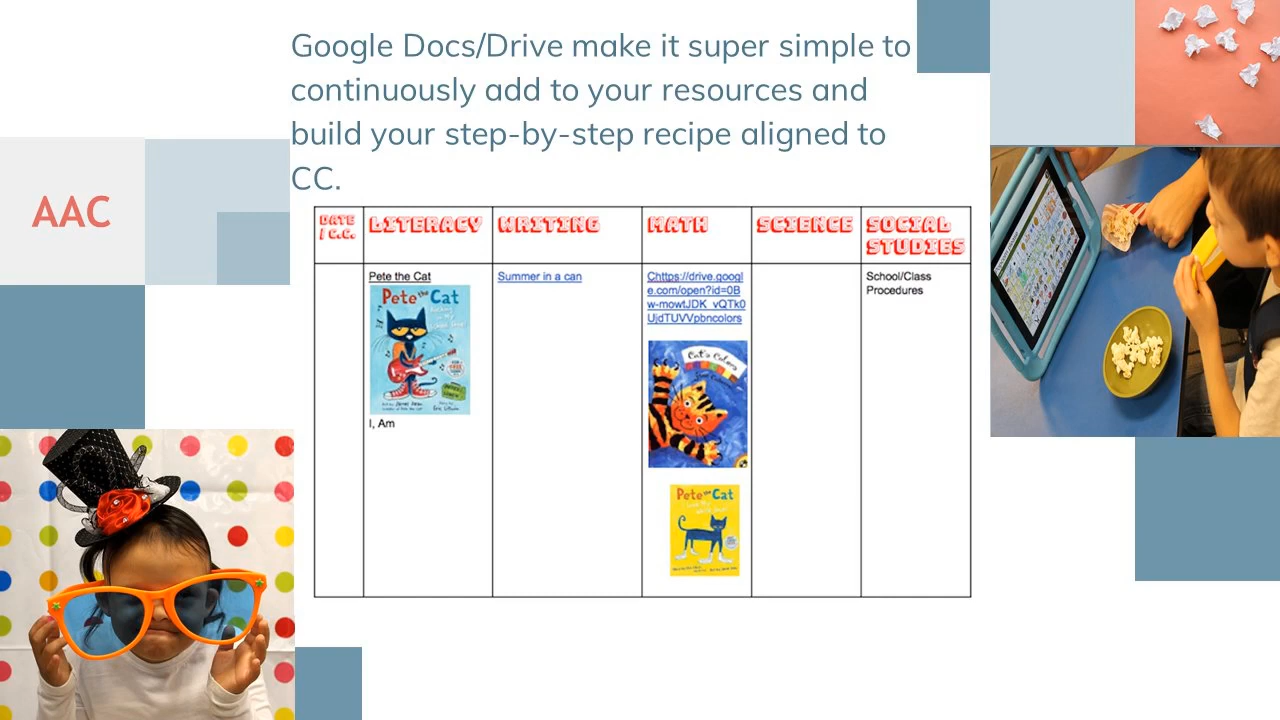 Google Docs/Drive make it super simple to
continuously add to your resources and
build your step-by-step recipe aligned to
CC.
AAC
DATE
/ C.C.
LITERACY
WRITING
MATH
SCIENCE
SOCIAL
STUDIES
Pete the Cat
Pete the Cat
I, Am
Summer in a can
Chttps://drive.googl
e.com/open?id=0B
w-mowtJDK_vQTk0
UjdTUVVpbncolors
Cat's Colors
Pete the Cat
School/Class
Procedures